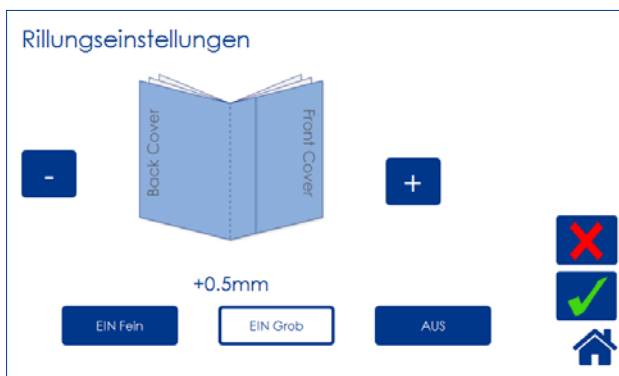 Rillungseinstellungen
Back Cover
Front Cover
-
+
+0.5mm
EIN Fein
EIN Grob
AUS